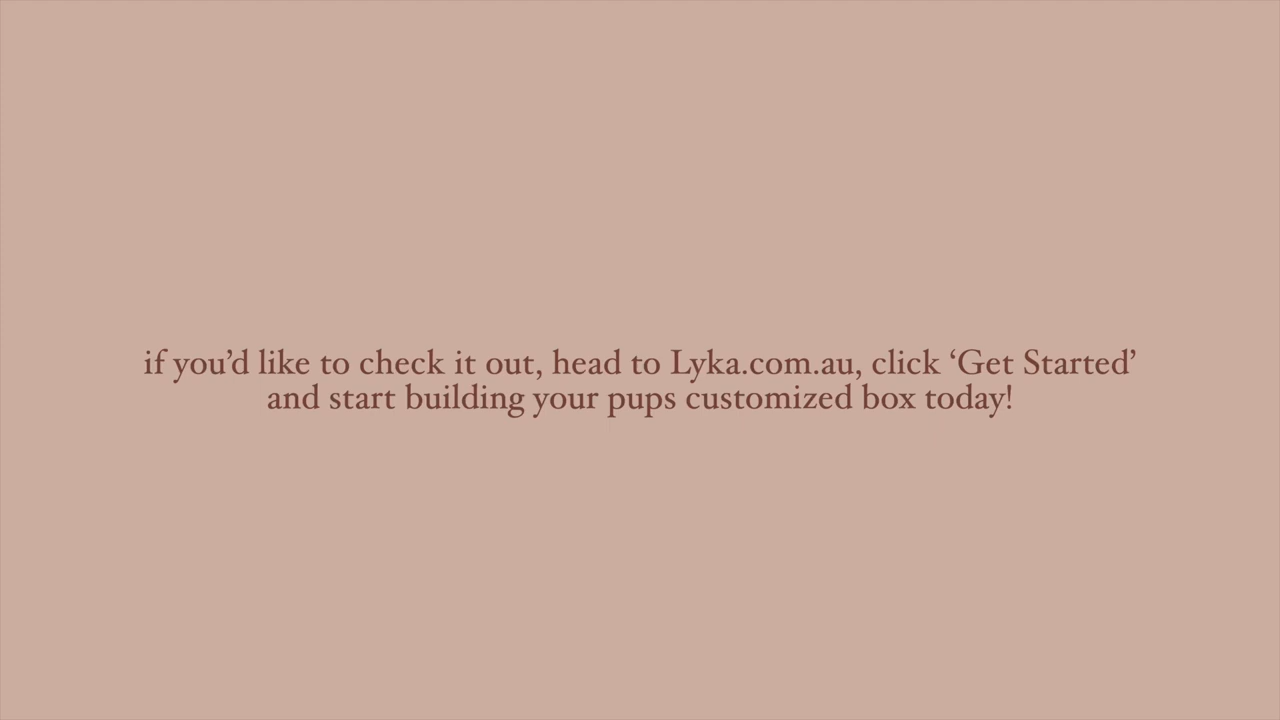 if you’d like to check it out, head to Lyka.com.au, click ‘Get Started’
and start building your pups customized box today!